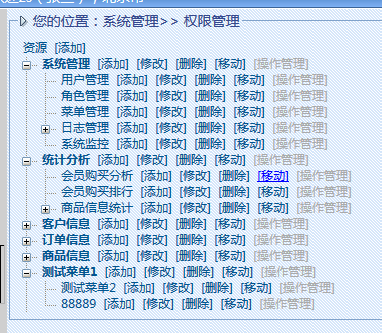 您的位置：系统管理>> 权限管理
资源 [添加]
系统管理 [添加] [修改] [删除] [移动] [操作管理]
用户管理 [添加] [修改] [删除] [移动] [操作管理]
角色管理 [添加] [修改] [删除] [移动] [操作管理]
菜单管理 [添加] [修改] [删除] [移动] [操作管理]
日志管理 [添加] [修改] [删除] [移动] [操作管理]
系统监控 [添加] [修改] [删除] [移动] [操作管理]
统计分析 [添加] [修改] [删除] [移动] [操作管理]
会员购买分析 [添加] [修改] [删除] [移动] [操作管理]
会员购买排行 [添加] [修改] [删除] [移动] [操作管理]
商品信息统计 [添加] [修改] [删除] [移动] [操作管理]
客户信息 [添加] [修改] [删除] [移动] [操作管理]
订单信息 [添加] [修改] [删除] [移动] [操作管理]
商品信息 [添加] [修改] [删除] [移动] [操作管理]
测试菜单1 [添加] [修改] [删除] [移动] [操作管理]
测试菜单2 [添加] [修改] [删除] [移动] [操作管理]
88889 [添加] [修改] [删除] [移动] [操作管理]